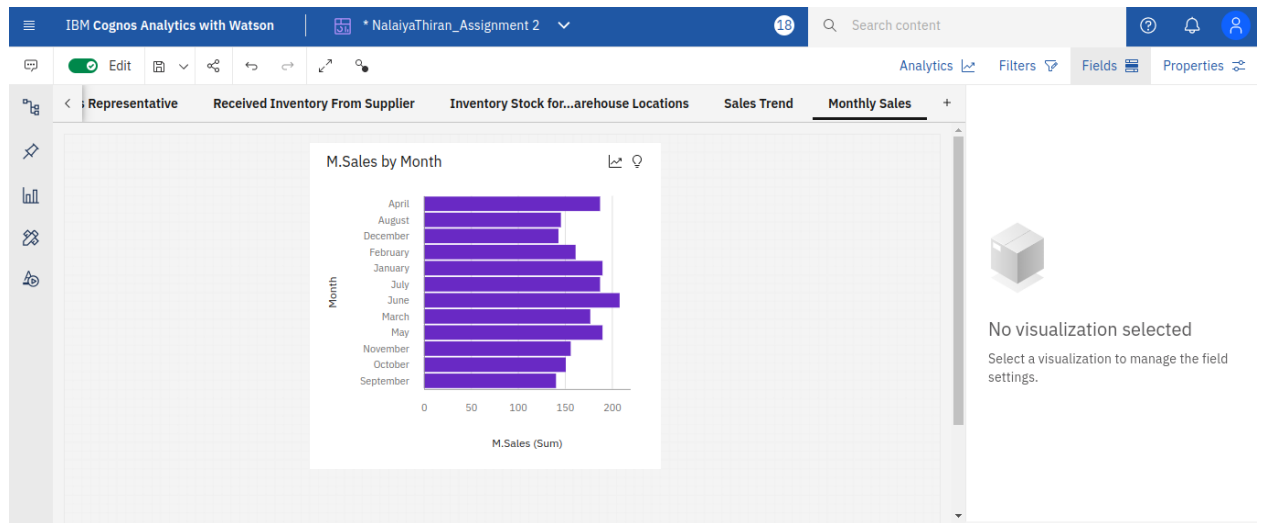 IBM Cognos Analytics with Watson
* NalaiyaThiran_Assignment 2
18
Search content
Edit
Analytics
Filters
Fields
Properties
s Representative
Received Inventory From Supplier
Inventory Stock for...arehouse Locations
Sales Trend
Monthly Sales
+
M.Sales by Month
Month
April
August
December
February
January
July
June
March
May
November
October
September
0 50 100 150 200
M.Sales (Sum)
No visualization selected
Select a visualization to manage the field
settings.